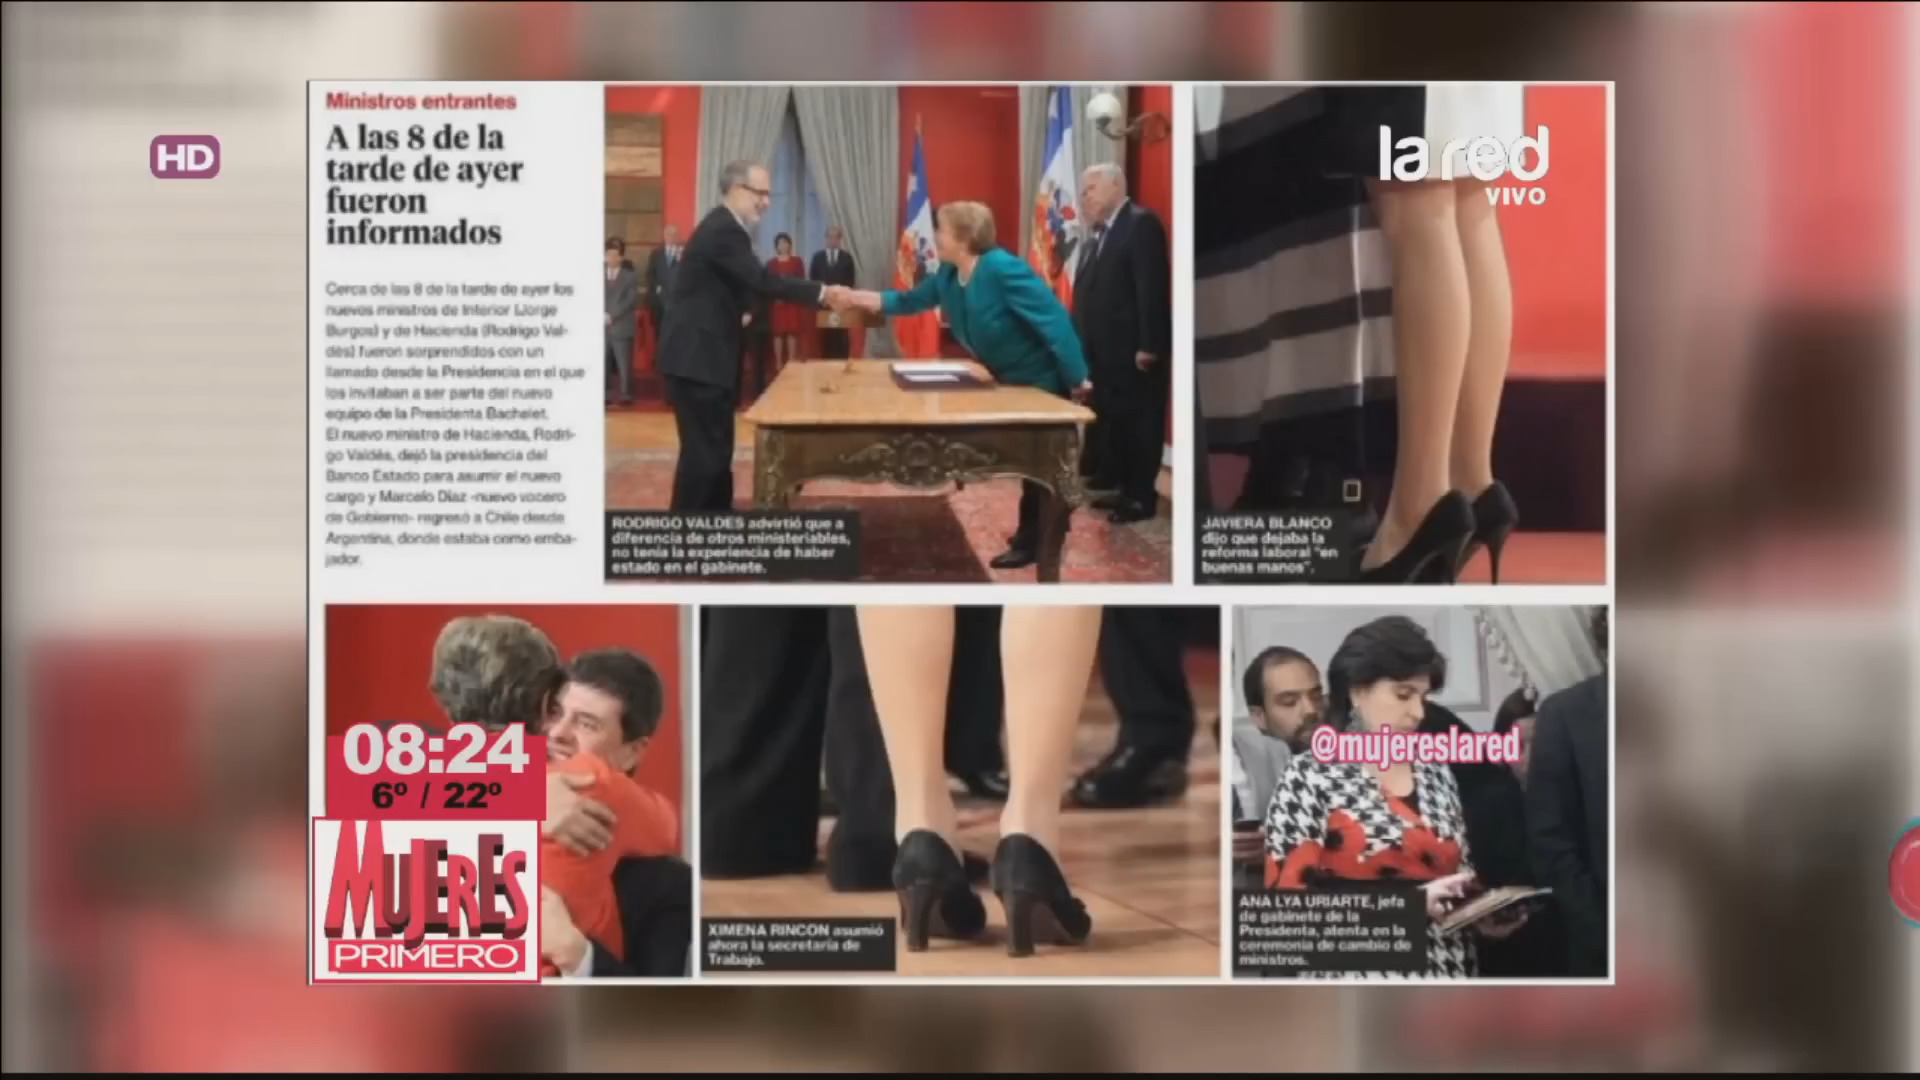 HD
la red
VIVO
Ministros entrantes
A las 8 de la
tarde de ayer
fueron
informados
Cerca de las 8 de la tarde de ayer los
nuevos ministros de Interior (Jorge
Burgos) y de Hacienda (Rodrigo Val-
dés) fueron sorprendidos con un
llamado desde la Presidencia en el que
los invitaban a ser parte del nuevo
equipo de la Presidenta Bachelet.
El nuevo ministro de Hacienda, Rodri-
go Valdés, dejó la presidencia del
Banco Estado para asumir el nuevo
cargo y Marcelo Díaz -nuevo vocero
de Gobierno- regresó a Chile desde
Argentina, donde estaba como emba-
jador.
RODRIGO VALDES advirtió que a
diferencia de otros ministeriables,
no tenía la experiencia de haber
estado en el gabinete.
JAVIERA BLANCO
dijo que dejaba la
reforma laboral "en
buenas manos".
08:24
6º / 22º
MUJERES
PRIMERO
XIMENA RINCON asumió
ahora la secretaría de
Trabajo.
@mujereslared
ANA LYA URIARTE, jefa
de gabinete de la
Presidenta, atenta en la
ceremonia de cambio de
ministros.